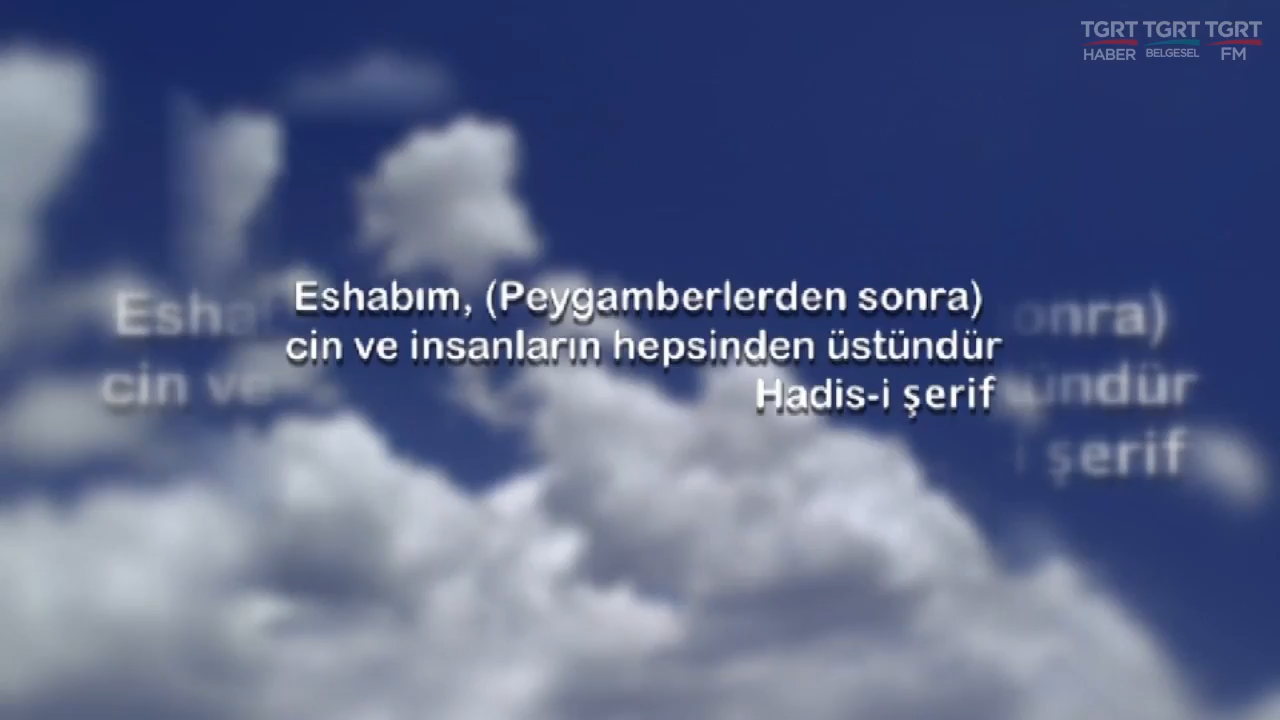 TGRT TGRT TGRT
HABER BELGESEL FM
Eshabım, (Peygamberlerden sonra)
cin ve insanların hepsinden üstündür
Hadis-i şerif